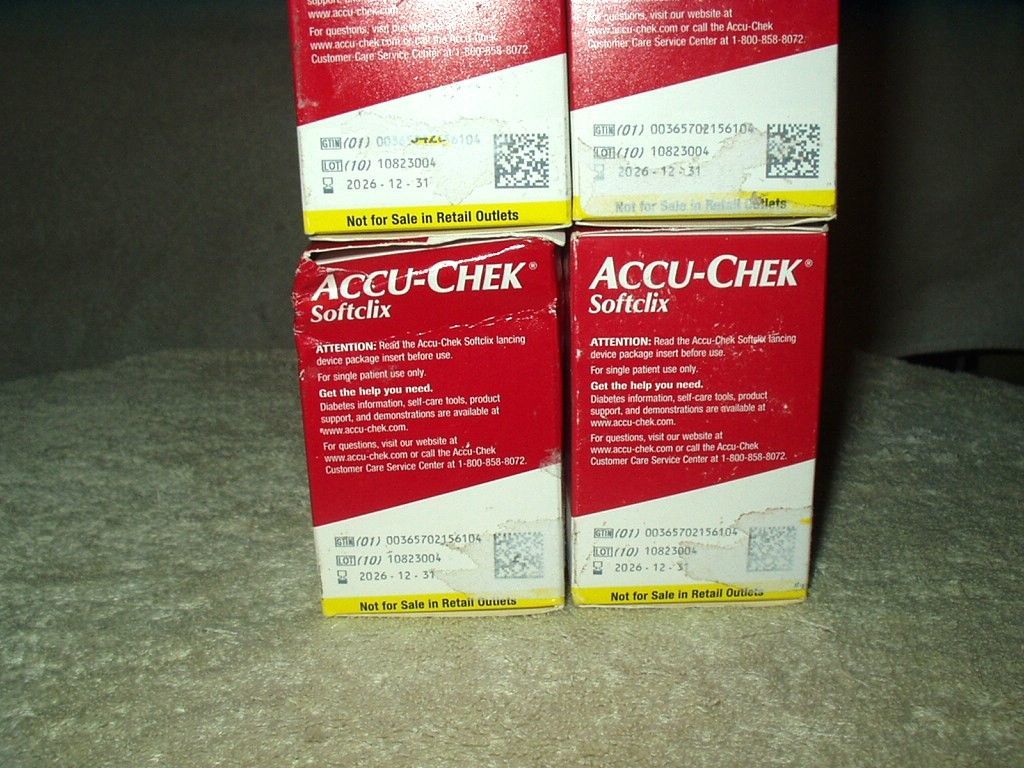 www.accu-chek.com.
For questions, visit our website at
www.accu-chek.com or call the Accu-Chek
Customer Care Service Center at 1-800-858-8072.
GTIN (01) 003 6104
LOT (10) 10823004
2026-12-31
Not for Sale in Retail Outlets
For questions, visit our website at
www.accu-chek.com or call the Accu-Chek
Customer Care Service Center at 1-800-858-8072.
GTIN (01) 00365702156104
LOT (10) 10823004
2026-12-31
Not for Sale in Retail Outlets
ACCU-CHEK®
Softclix
ATTENTION: Read the Accu-Chek Softclix lancing
device package insert before use.
For single patient use only.
Get the help you need.
Diabetes information, self-care tools, product
support, and demonstrations are available at
www.accu-chek.com.
For questions, visit our website at
www.accu-chek.com or call the Accu-Chek
Customer Care Service Center at 1-800-858-8072.
GTIN (01) 00365702156104
LOT (10) 10823004
2026-12-31
Not for Sale in Retail Outlets
ACCU-CHEK®
Softclix
ATTENTION: Read the Accu-Chek Softclix lancing
device package insert before use.
For single patient use only.
Get the help you need.
Diabetes information, self-care tools, product
support, and demonstrations are available at
www.accu-chek.com.
For questions, visit our website at
www.accu-chek.com or call the Accu-Chek
Customer Care Service Center at 1-800-858-8072.
GTIN (01) 00365702156104
LOT (10) 10823004
2026-12-31
Not for Sale in Retail Outlets